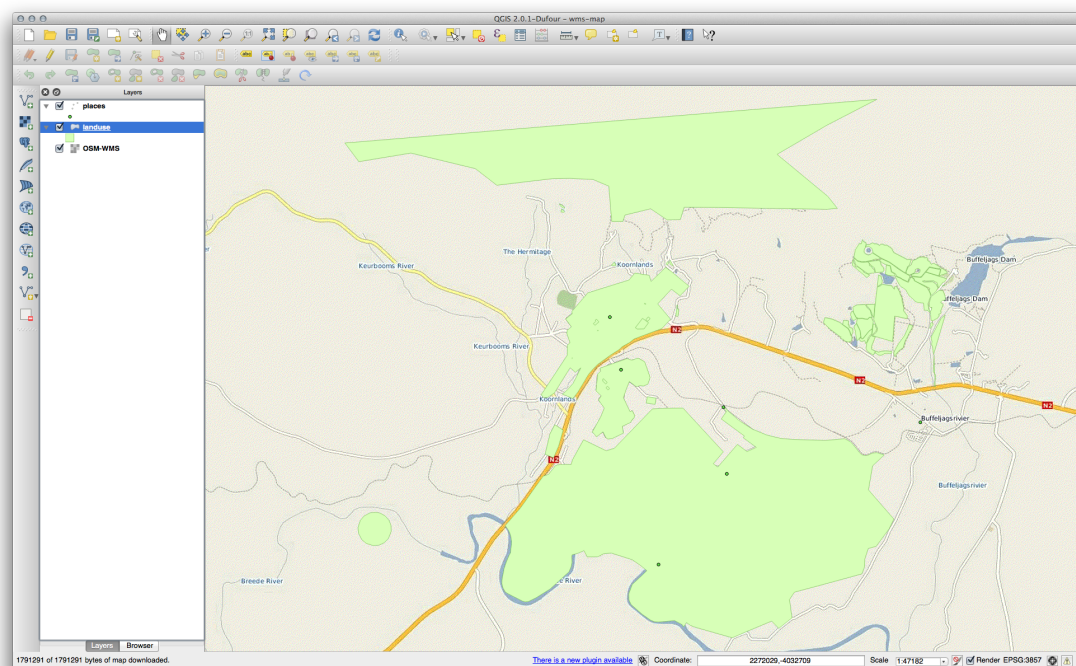 QGIS 2.0.1-Dufour - wms-map
Layers
places
landuse
OSM-WMS
The Hermitage
Koornlands
Keurbooms River
Buffeljags Dam
Buffeljags Dam
N2
Keurbooms River
N2
Koornlands
N2
Buffeljagsrivier
N2
Buffeljagsrivier
Breede River
e River
Layers Browser
1791291 of 1791291 bytes of map downloaded.
There is a new plugin available
Coordinate: 2272029,-4032709
Scale 1:47182
Render EPSG:3857